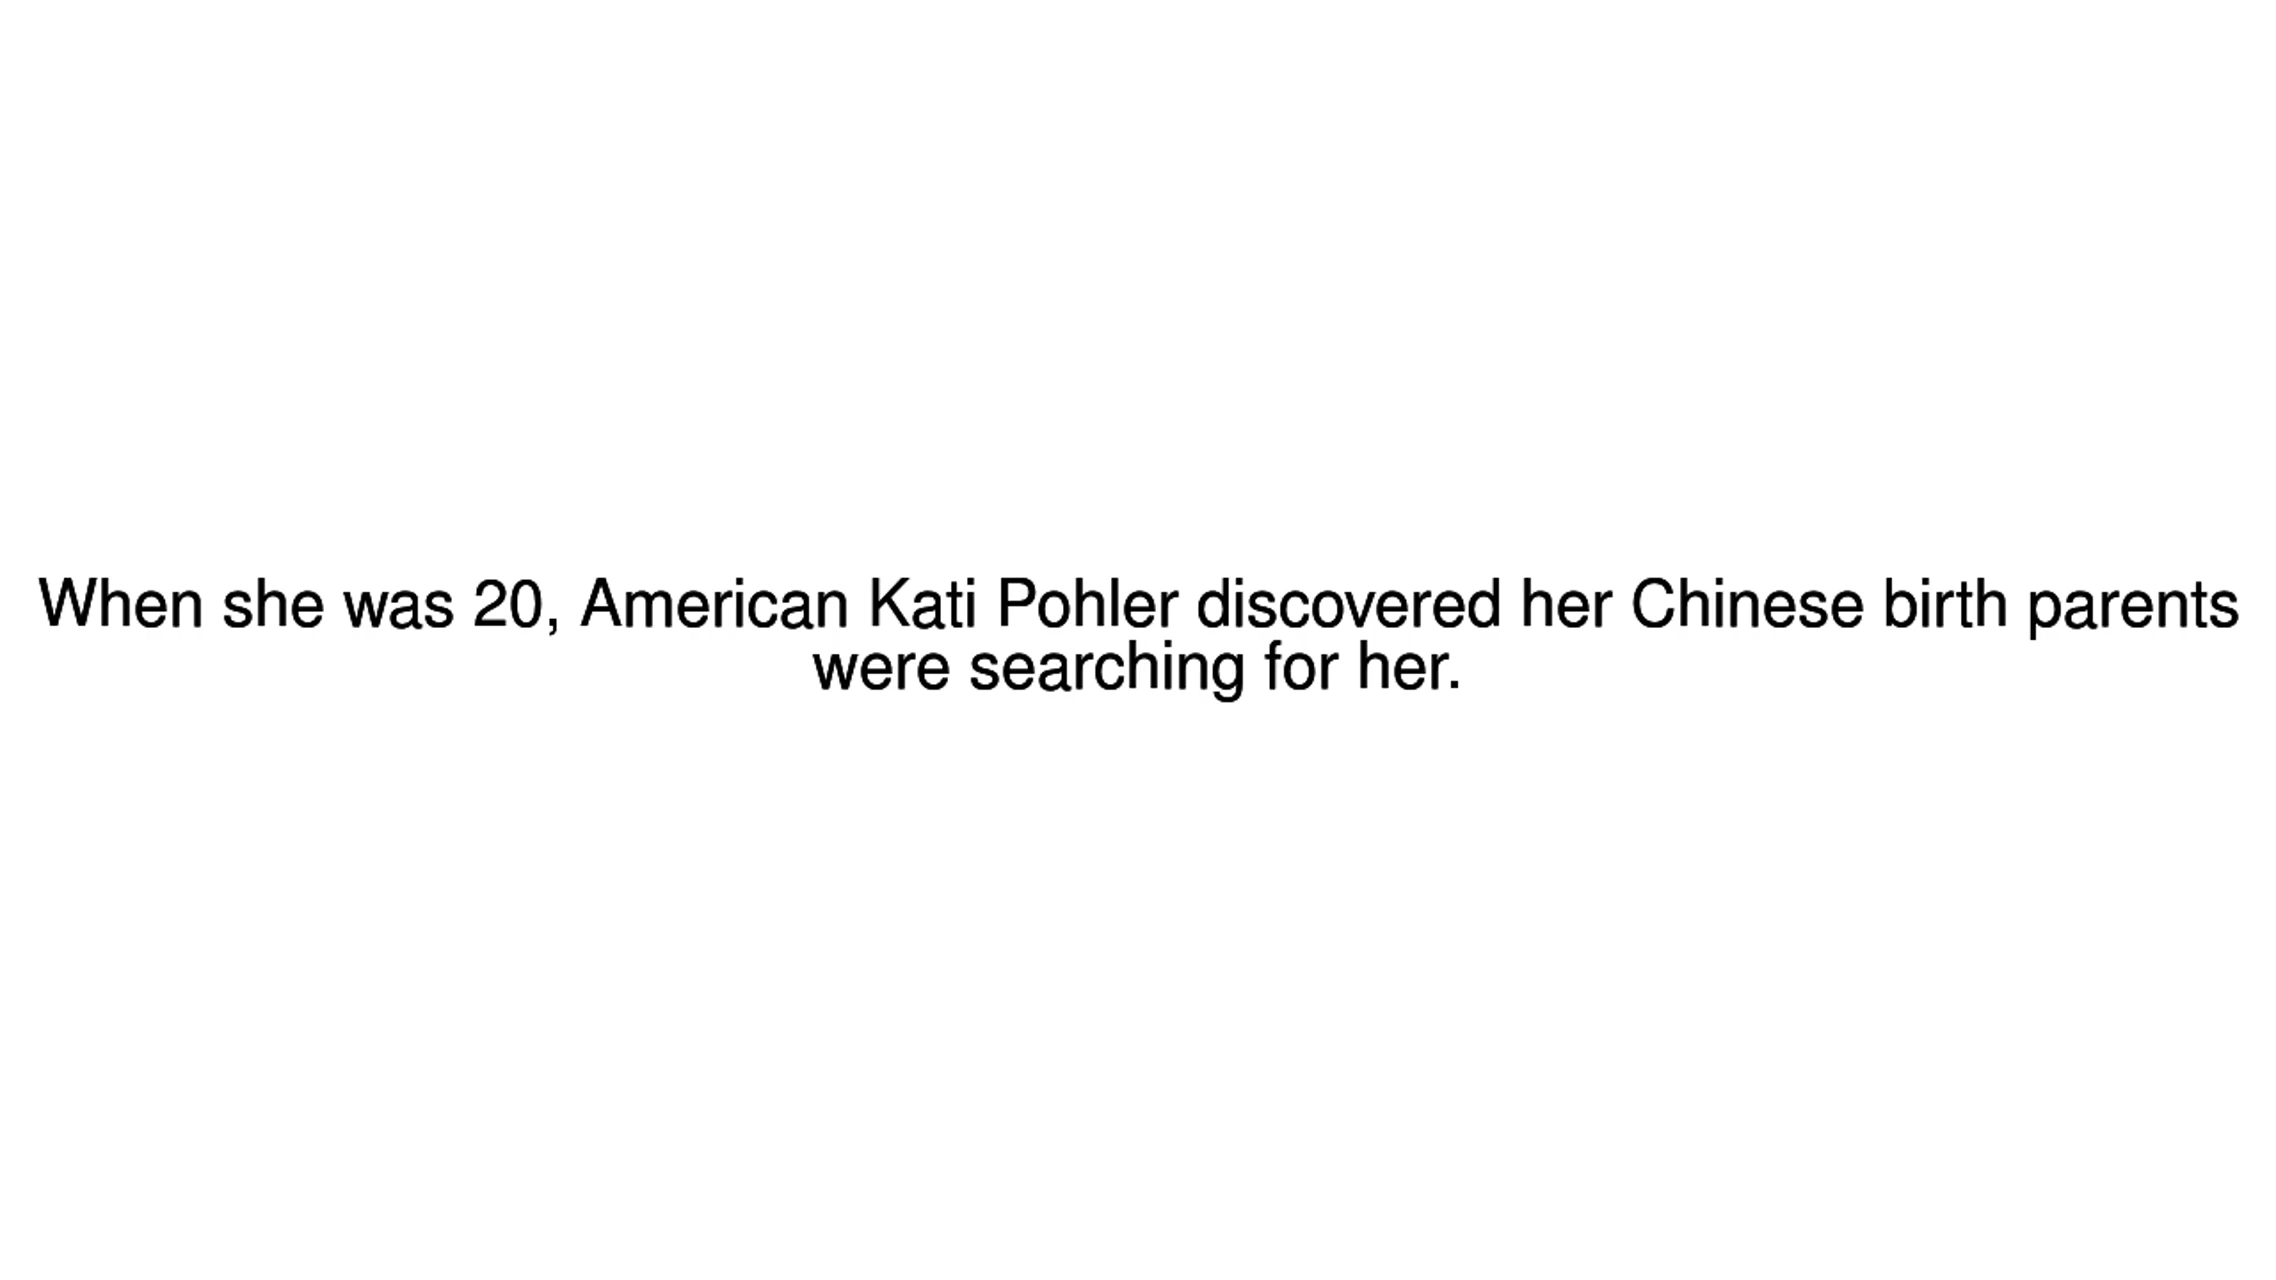 When she was 20, American Kati Pohler discovered her Chinese birth parents
were searching for her.